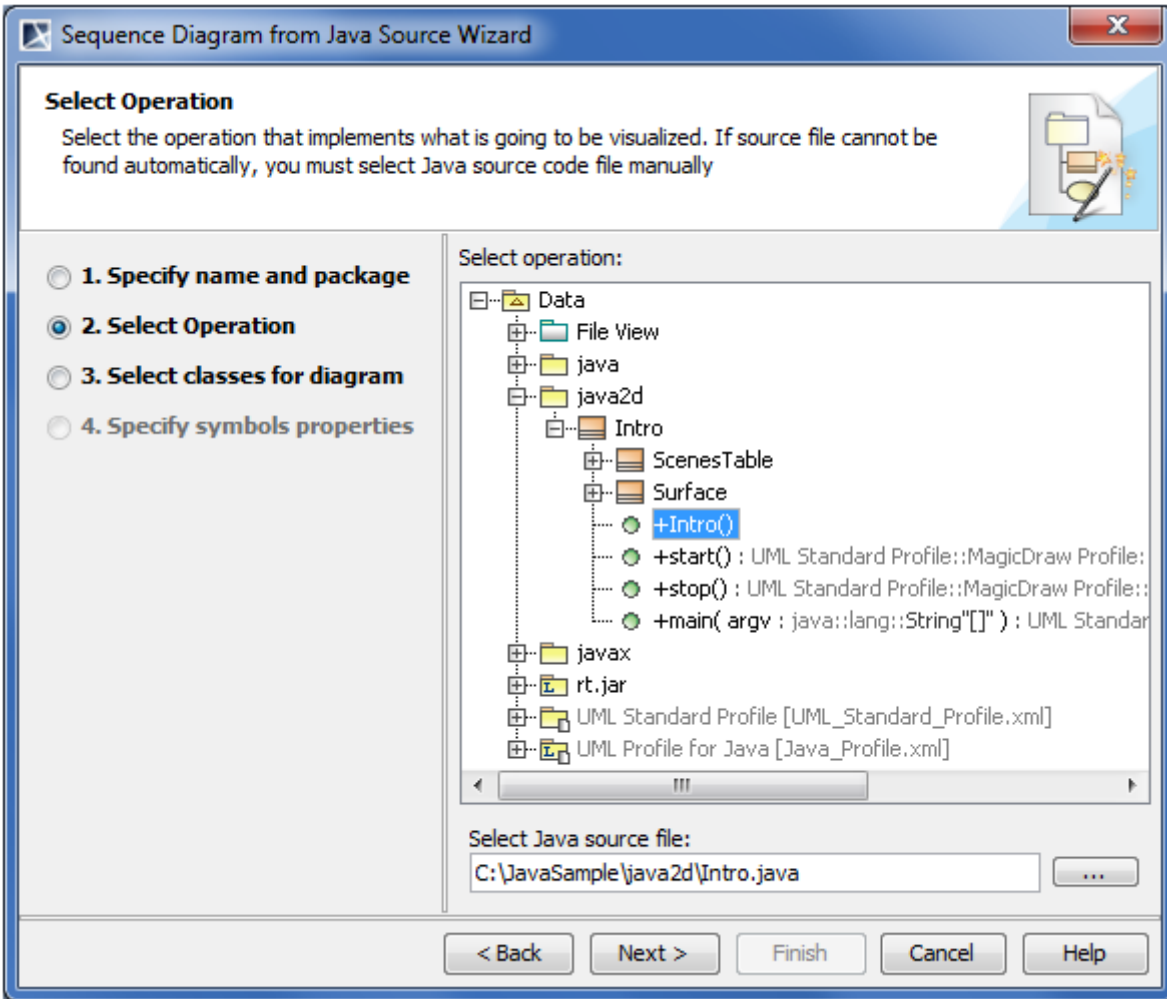 Sequence Diagram from Java Source Wizard
Select Operation
Select the operation that implements what is going to be visualized. If source file cannot be
found automatically, you must select Java source code file manually
1. Specify name and package
2. Select Operation
3. Select classes for diagram
4. Specify symbols properties
Select operation:
Data
File View
java
java2d
Intro
ScenesTable
Surface
+Intro()
+start() : UML Standard Profile::MagicDraw Profile:
+stop() : UML Standard Profile::MagicDraw Profile::
+main( argv : java::lang::String"[]" ) : UML Standar
javax
rt.jar
UML Standard Profile [UML_Standard_Profile.xml]
UML Profile for Java [Java_Profile.xml]
Select Java source file:
C:\JavaSample\java2d\Intro.java
...
< Back Next > Finish Cancel Help